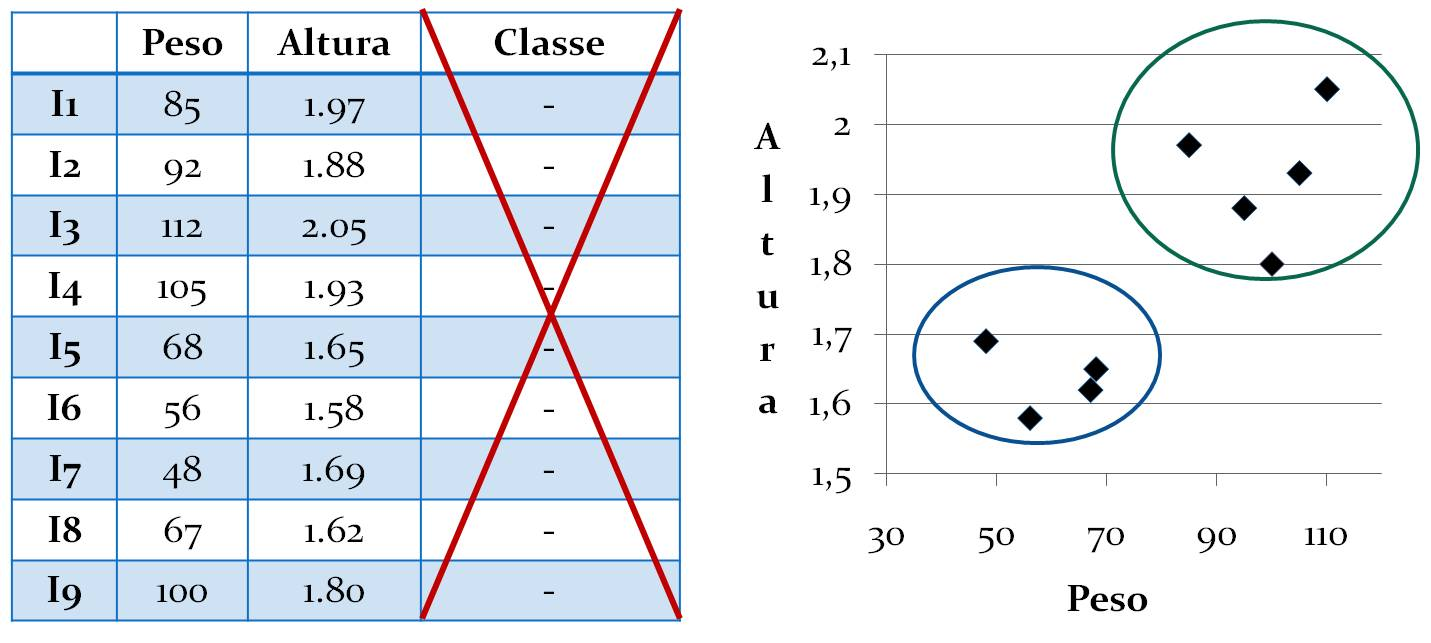 Peso Altura Classe
I1 85 1.97 -
I2 92 1.88 -
I3 112 2.05 -
I4 105 1.93 -
I5 68 1.65 -
I6 56 1.58 -
I7 48 1.69 -
I8 67 1.62 -
I9 100 1.80 -
Altura
2,1
2
1,9
1,8
1,7
1,6
1,5
30 50 70 90 110
Peso